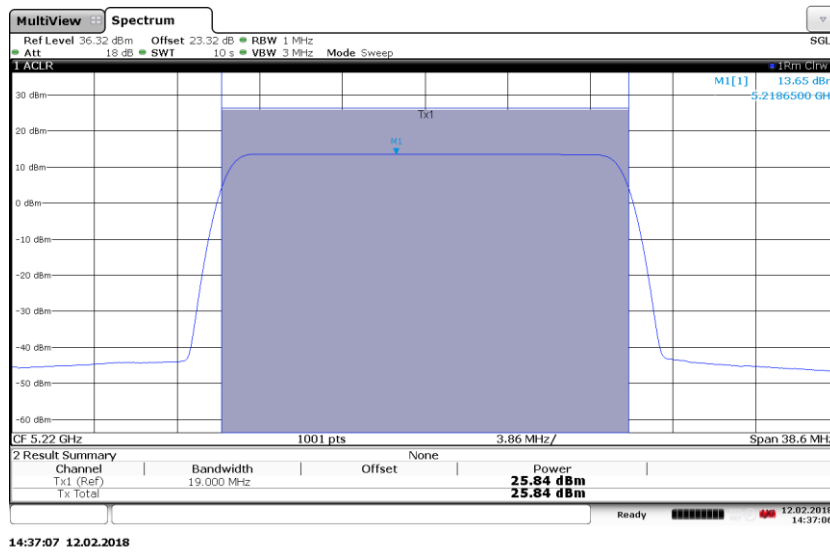 MultiView Spectrum
Ref Level 36.32 dBm Offset 23.32 dB RBW 1 MHz SGL
Att 18 dB SWT 10 s VBW 3 MHz Mode Sweep
1 ACLR 1Rm Clrw
M1[1] 13.65 dBm
5.2186500 GHz
30 dBm
Tx1
20 dBm
M1
10 dBm
0 dBm
-10 dBm
-20 dBm
-30 dBm
-40 dBm
-50 dBm
-60 dBm
CF 5.22 GHz 1001 pts 3.86 MHz/ Span 38.6 MHz
2 Result Summary None
Channel Bandwidth Offset Power
Tx1 (Ref) 19.000 MHz 25.84 dBm
Tx Total 25.84 dBm
Ready 12.02.2018
14:37:06
14:37:07 12.02.2018